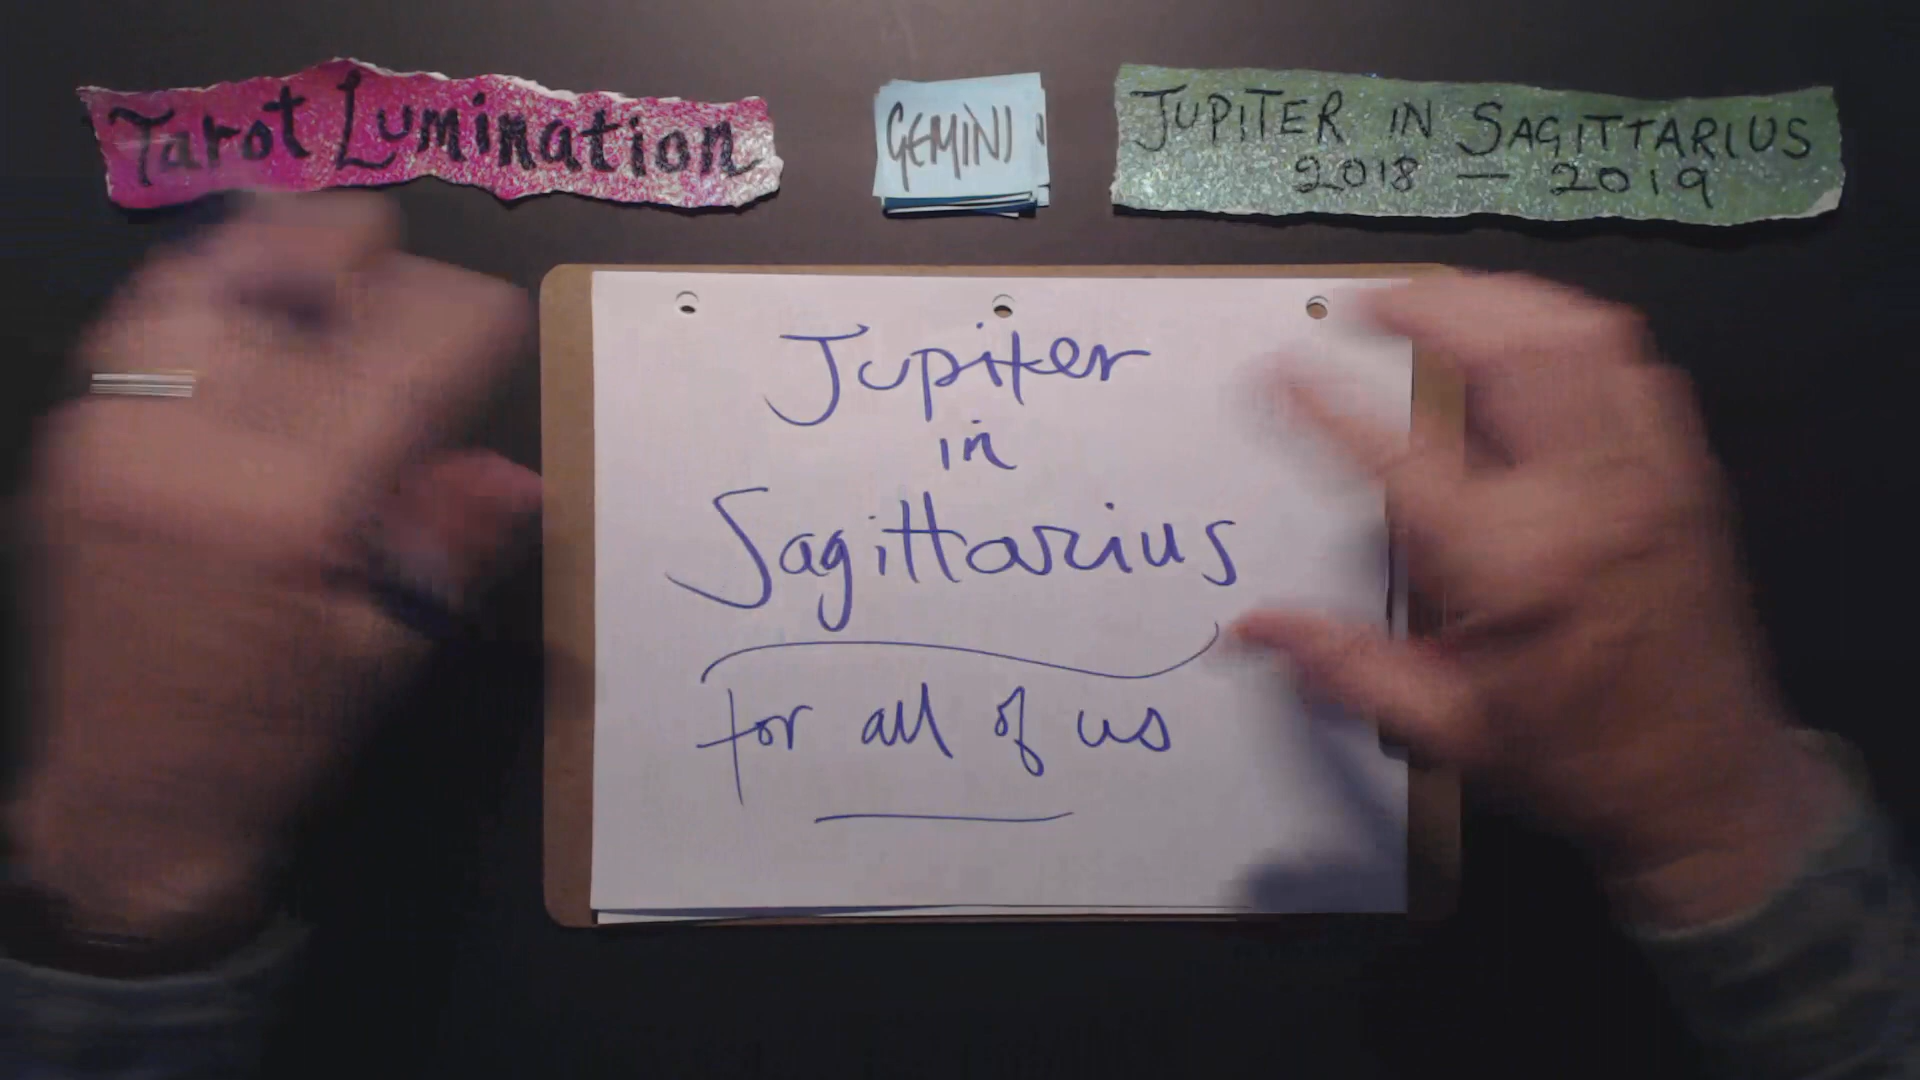 Tarot Lumination
GEMINI
JUPITER IN SAGITTARIUS
2018 — 2019
Jupiter
in
Sagittarius
for all of us